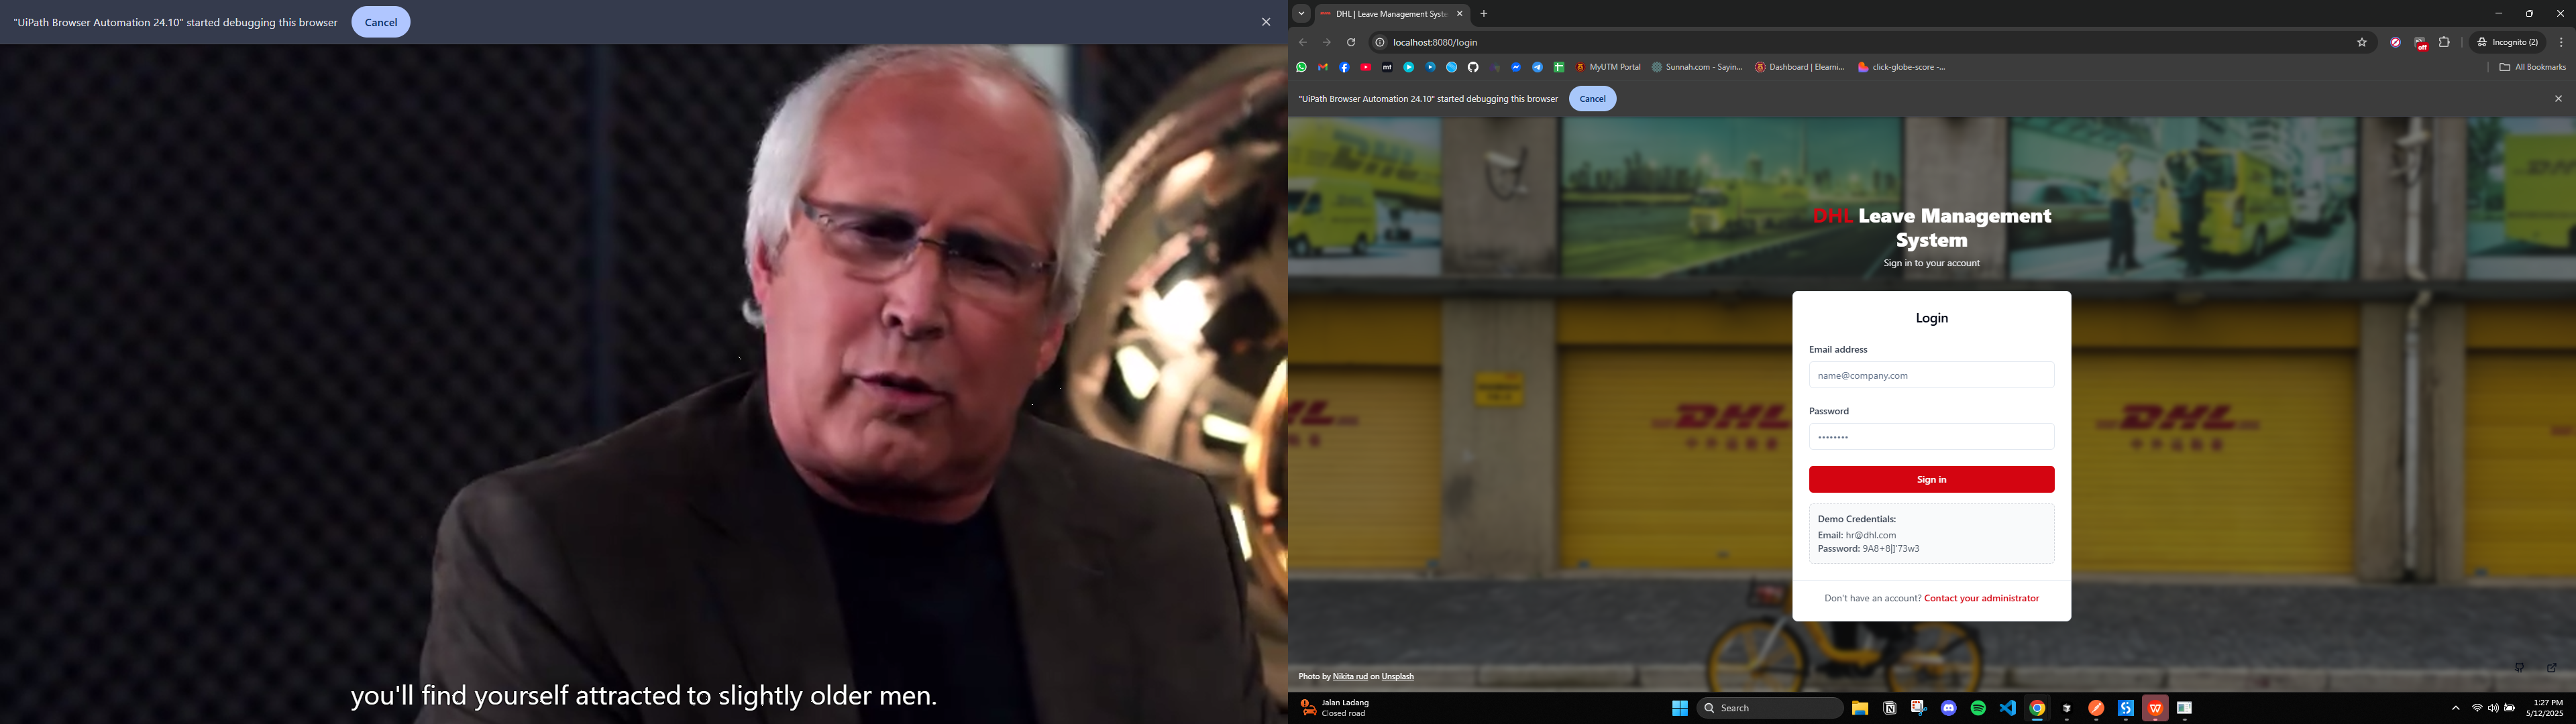 "UiPath Browser Automation 24.10" started debugging this browser
Cancel
you'll find yourself attracted to slightly older men.
DHL | Leave Management Syste
localhost:8080/login
off
Incognito (2)
MyUTM Portal
Sunnah.com - Sayin...
Dashboard | Elearni...
click-globe-score -...
All Bookmarks
"UiPath Browser Automation 24.10" started debugging this browser
Cancel
DHL Leave Management
System
Sign in to your account
Login
Email address
name@company.com
Password
Sign in
Demo Credentials:
Email: hr@dhl.com
Password: 9A8+8[]'73w3
Don't have an account? Contact your administrator
DHL
DHL
DHL
Photo by Nikita rud on Unsplash
Jalan Ladang
Closed road
Search
1:27 PM
5/12/2025